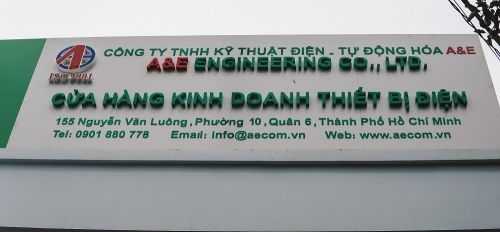 CÔNG TY TNHH KỸ THUẬT ĐIỆN - TỰ ĐỘNG HÓA A&E
A&E ENGINEERING CO., LTD.
CỬA HÀNG KINH DOANH THIẾT BỊ ĐIỆN
155 Nguyễn Văn Luông, Phường 10, Quận 6, Thành Phố Hồ Chí Minh
Tel: 0901 880 778 Email: info@aecom.vn Web: www.aecom.vn